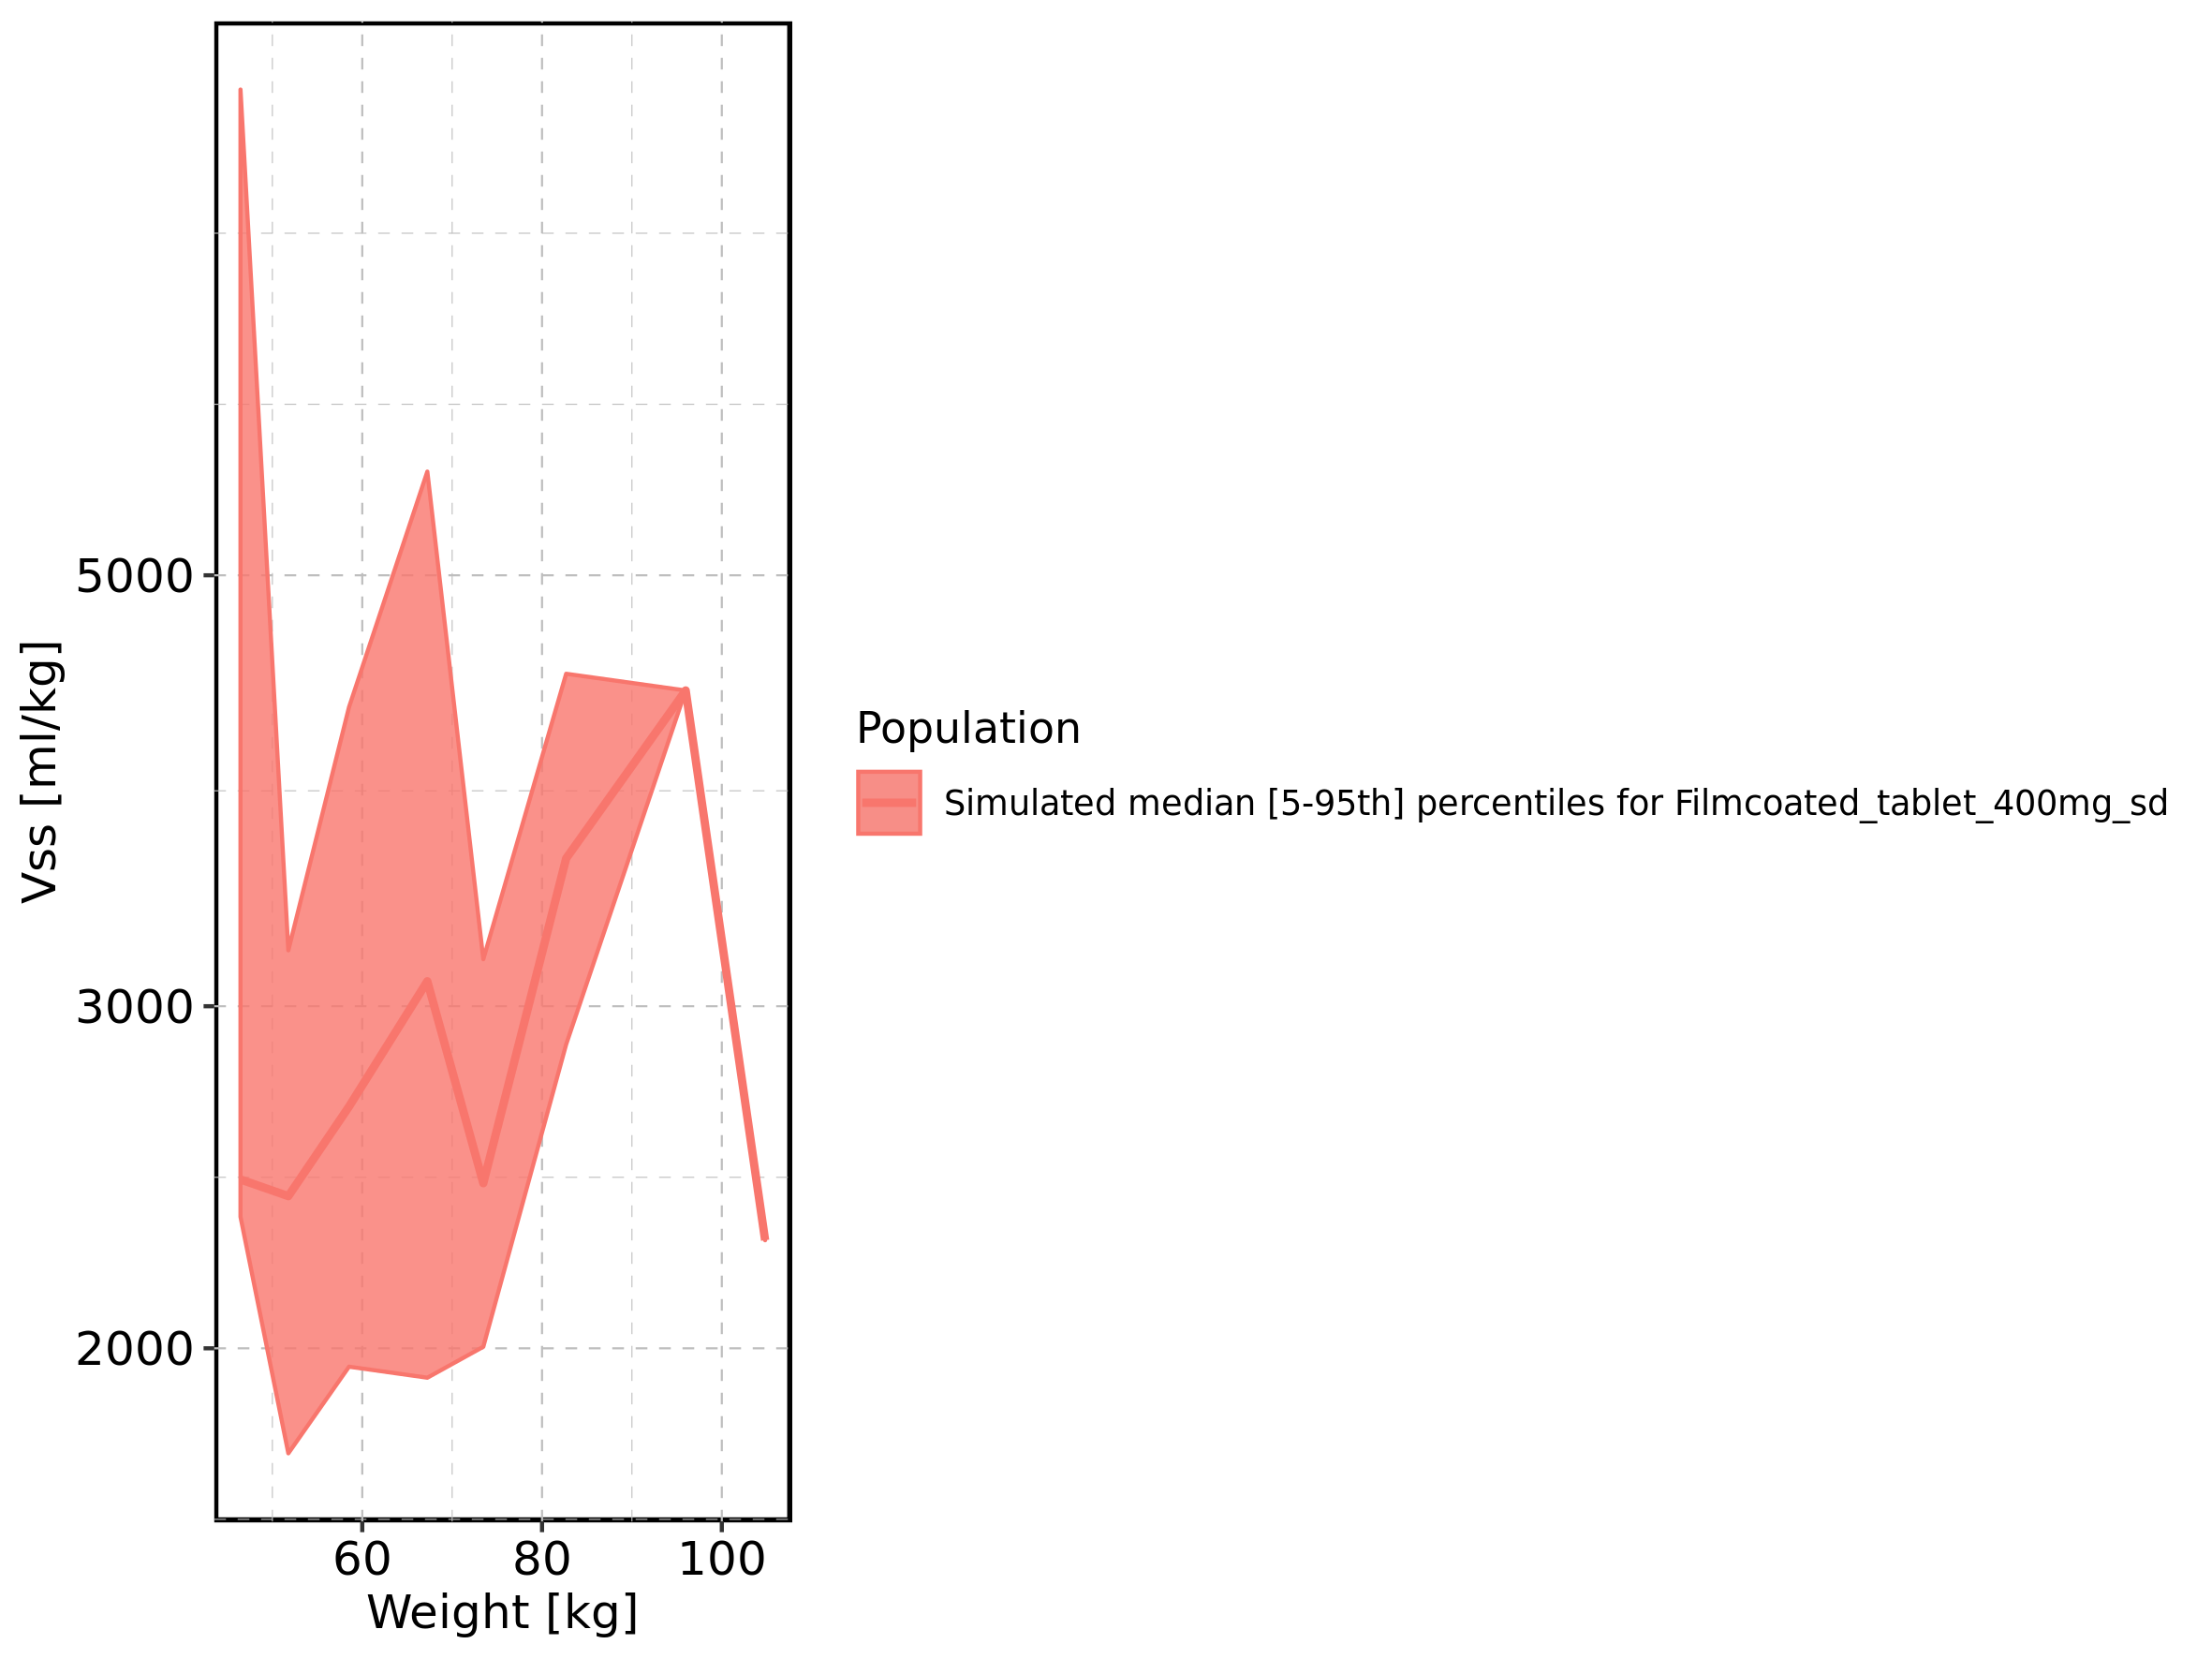 5000
3000
2000
Vss [ml/kg]
60 80 100
Weight [kg]
Population
Simulated median [5-95th] percentiles for Filmcoated_tablet_400mg_sd